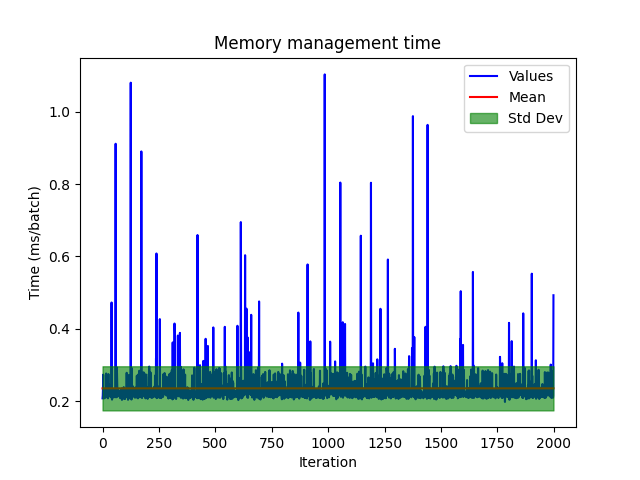 Memory management time
Values
Mean
Std Dev
Time (ms/batch)
1.0
0.8
0.6
0.4
0.2
0 250 500 750 1000 1250 1500 1750 2000
Iteration